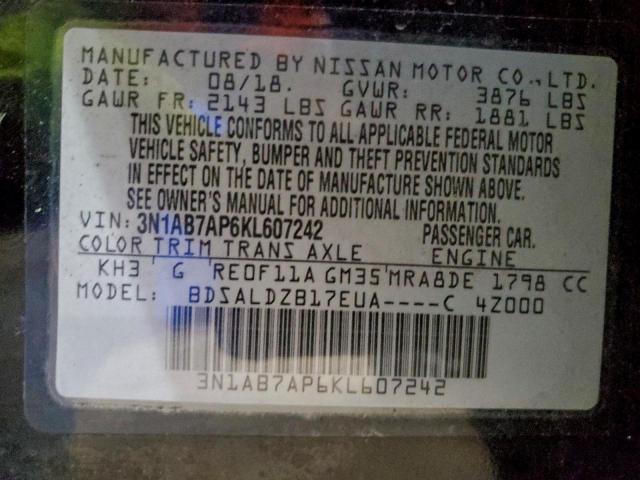 MANUFACTURED BY NISSAN MOTOR CO.,LTD.
DATE: 08/18. GVWR: 3876 LBS
GAWR FR: 2143 LBS GAWR RR: 1881 LBS
THIS VEHICLE CONFORMS TO ALL APPLICABLE FEDERAL MOTOR
VEHICLE SAFETY, BUMPER AND THEFT PREVENTION STANDARDS
IN EFFECT ON THE DATE OF MANUFACTURE SHOWN ABOVE.
SEE OWNER'S MANUAL FOR ADDITIONAL INFORMATION.
VIN: 3N1AB7AP6KL607242 PASSENGER CAR.
COLOR TRIM TRANS AXLE ENGINE
KH3 G RE0F11A GM35 MRA8DE 1798 CC
MODEL: BDSALDZB17EUA----C 4Z000
3N1AB7AP6KL607242